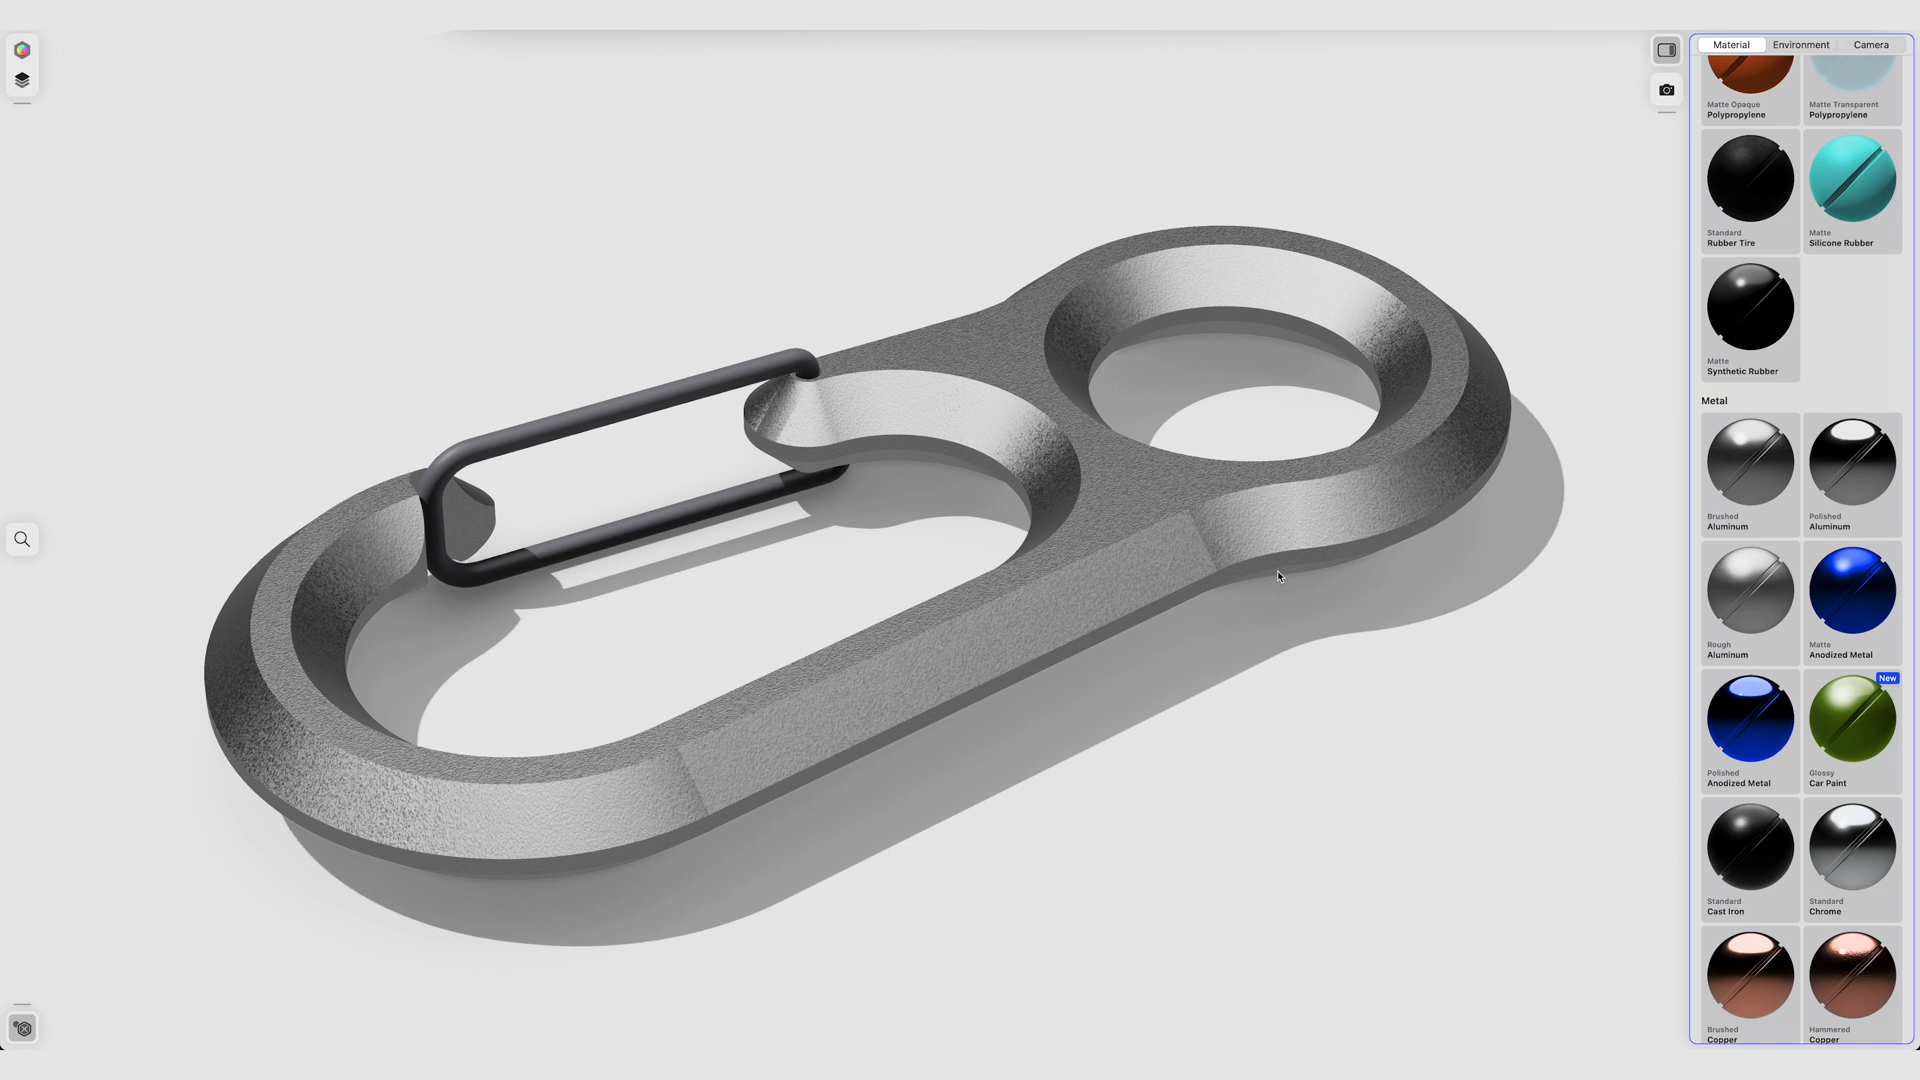 Material
Environment
Camera
Matte Opaque
Polypropylene
Matte Transparent
Polypropylene
Standard
Rubber Tire
Matte
Silicone Rubber
Matte
Synthetic Rubber
Metal
Brushed
Aluminum
Polished
Aluminum
Rough
Aluminum
Matte
Anodized Metal
Polished
Anodized Metal
New
Glossy
Car Paint
Standard
Cast Iron
Standard
Chrome
Brushed
Copper
Hammered
Copper